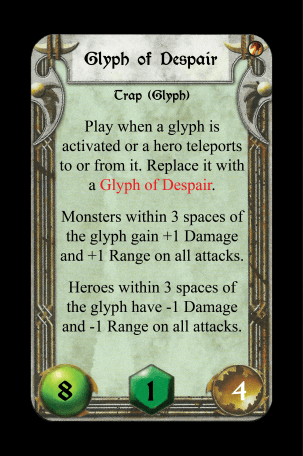 Glyph of Despair
Trap (Glyph)
Play when a glyph is
activated or a hero teleports
to or from it. Replace it with
a Glyph of Despair.
Monsters within 3 spaces of
the glyph gain +1 Damage
and +1 Range on all attacks.
Heroes within 3 spaces of
the glyph have -1 Damage
and -1 Range on all attacks.
8 1 4